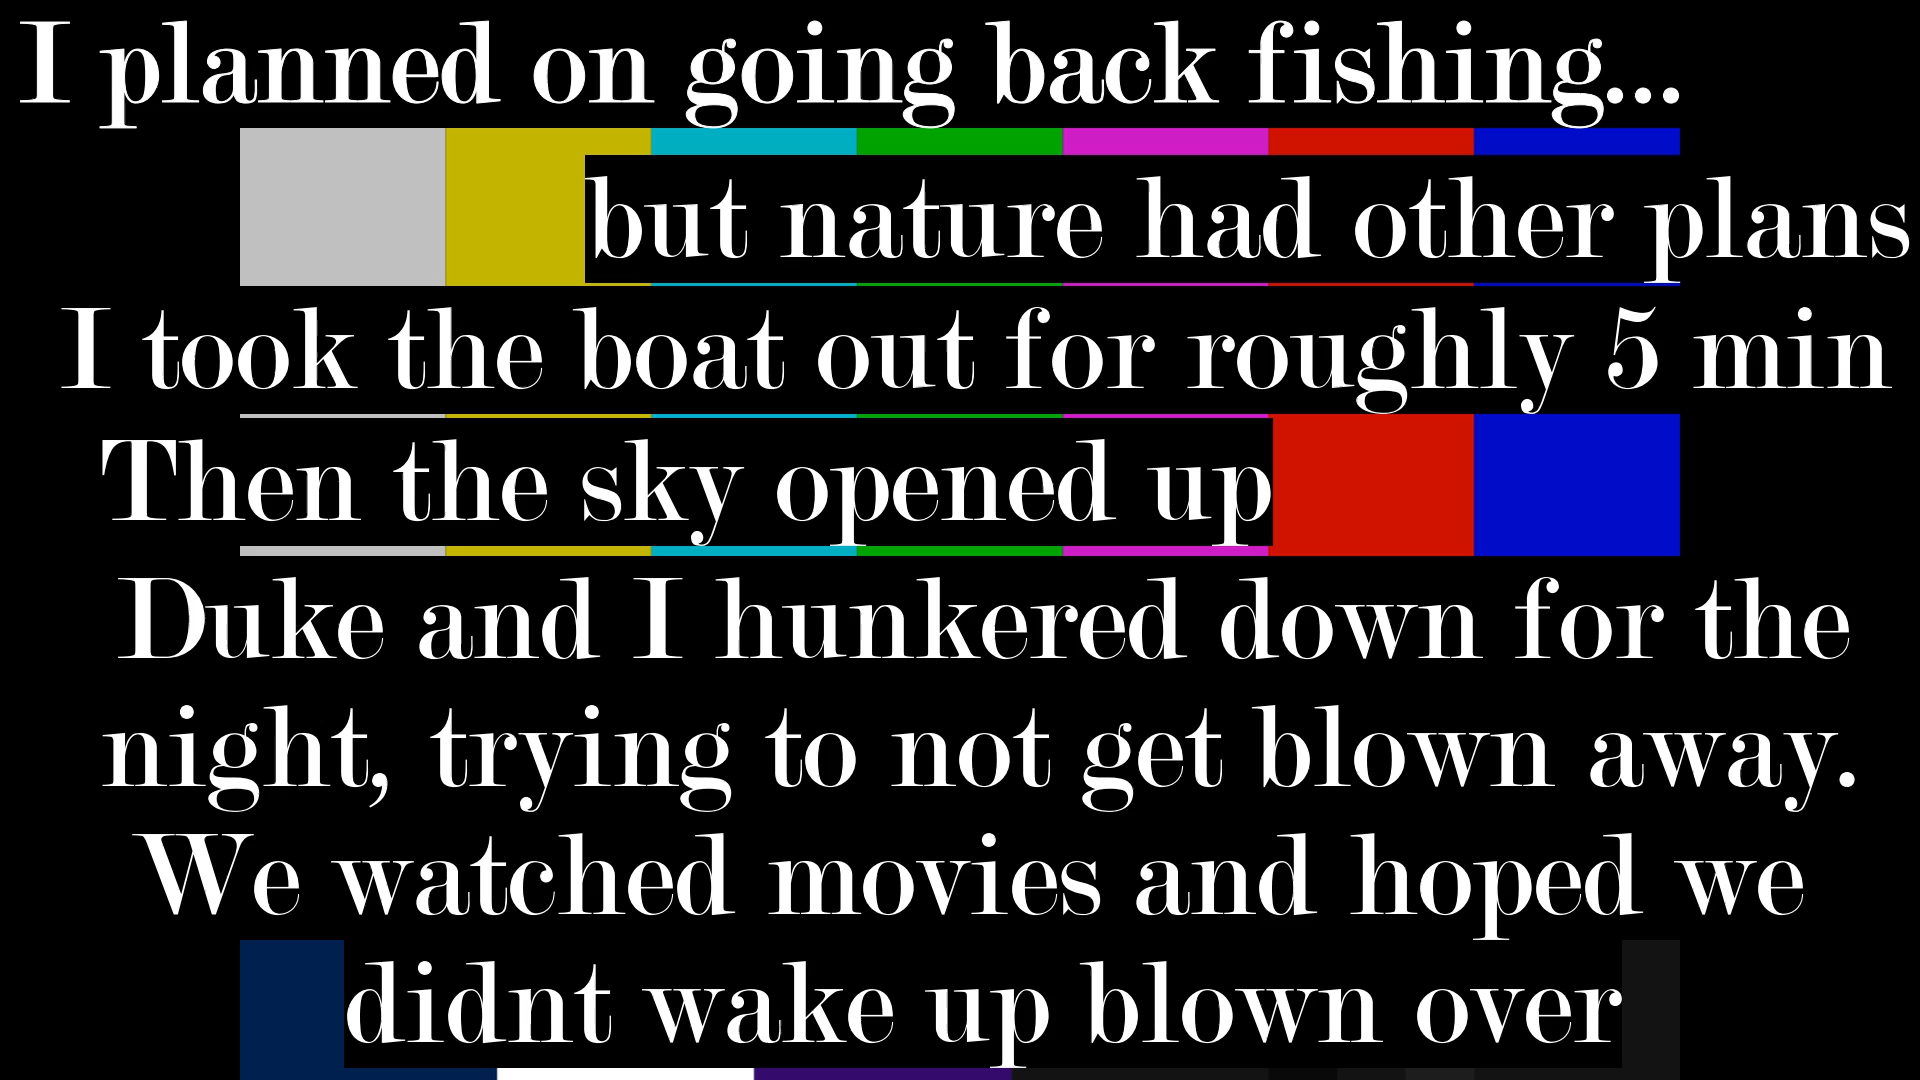 I planned on going back fishing...
but nature had other plans
I took the boat out for roughly 5 min
Then the sky opened up
Duke and I hunkered down for the
night, trying to not get blown away.
We watched movies and hoped we
didnt wake up blown over